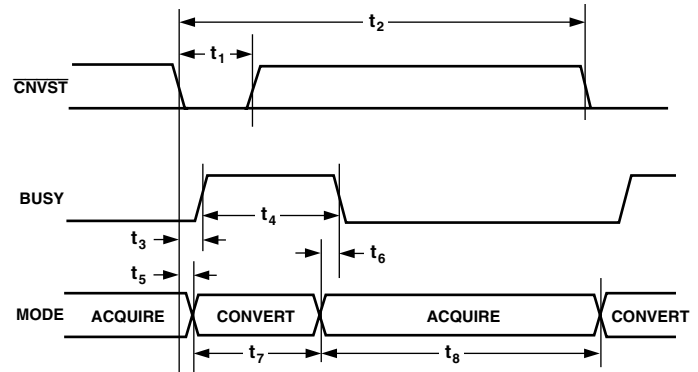 t2
t1
CNVST
BUSY
t4
t3
t6
t5
MODE ACQUIRE CONVERT ACQUIRE CONVERT
t7 t8